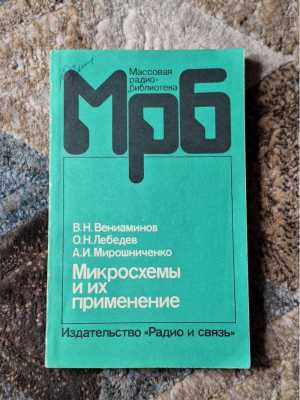 Массовая
радио-
библиотека
Мрб
В.Н.Вениаминов
О.Н.Лебедев
А.И.Мирошниченко
Микросхемы
и их
применение
Издательство «Радио и связь»